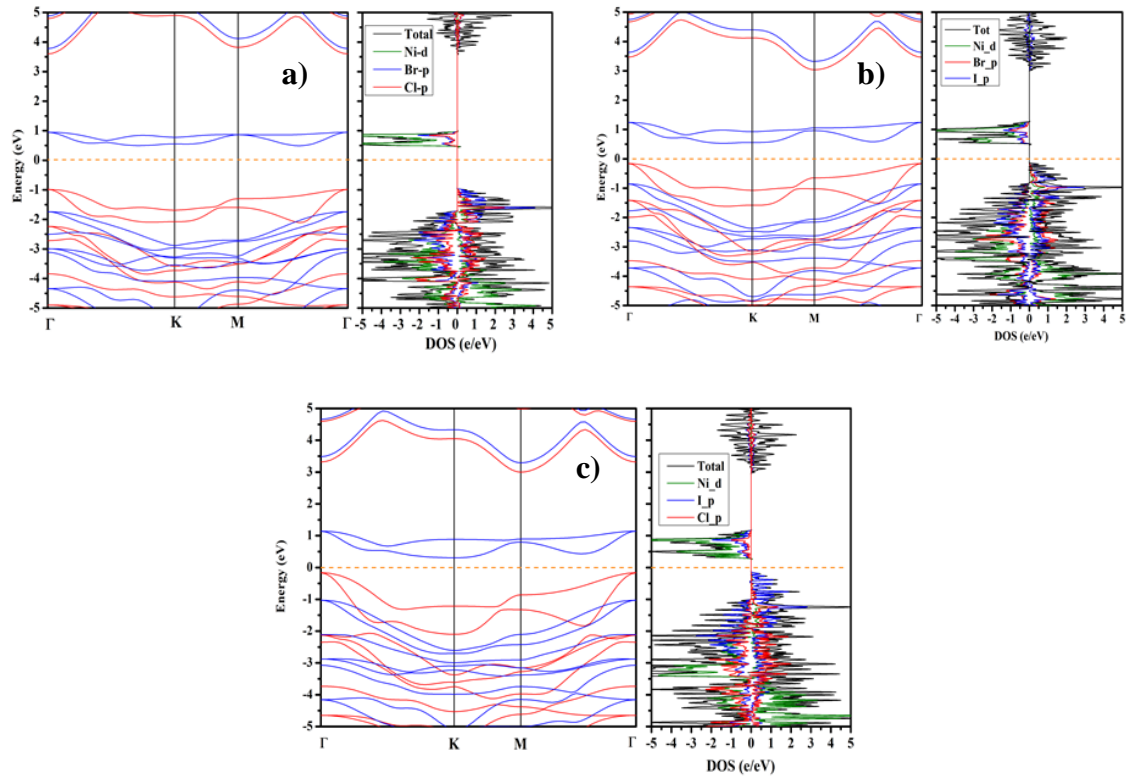 5
4
3
2
1
0
-1
-2
-3
-4
-5
Energy (eV)
Γ K M Γ
a)
Total
Ni-d
Br-p
Cl-p
-5 -4 -3 -2 -1 0 1 2 3 4 5
DOS (e/eV)
5
4
3
2
1
0
-1
-2
-3
-4
-5
Energy (eV)
Γ K M Γ
b)
Tot
Ni_d
Br_p
I_p
-5 -4 -3 -2 -1 0 1 2 3 4 5
DOS (e/eV)
5
4
3
2
1
0
-1
-2
-3
-4
-5
Energy (eV)
Γ K M Γ
c)
Total
Ni_d
I_p
Cl_p
-5 -4 -3 -2 -1 0 1 2 3 4 5
DOS (e/eV)